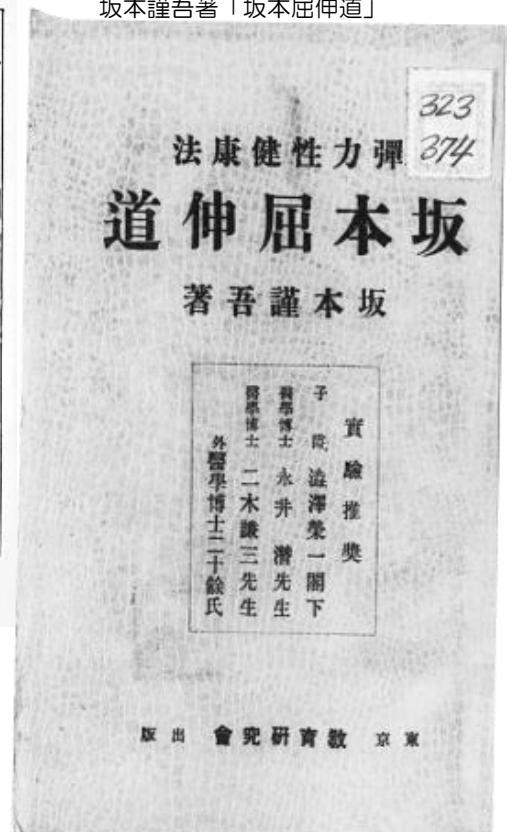 坂本謹吾著「坂本屈伸道」
323
374
彈力性健康法
坂本屈伸道
坂本謹吾著
實驗推奬
子爵 澁澤榮一閣下
醫學博士 永井潛先生
醫學博士 二木謙三先生
外醫學博士二十餘氏
東京 敎育硏究會 出版